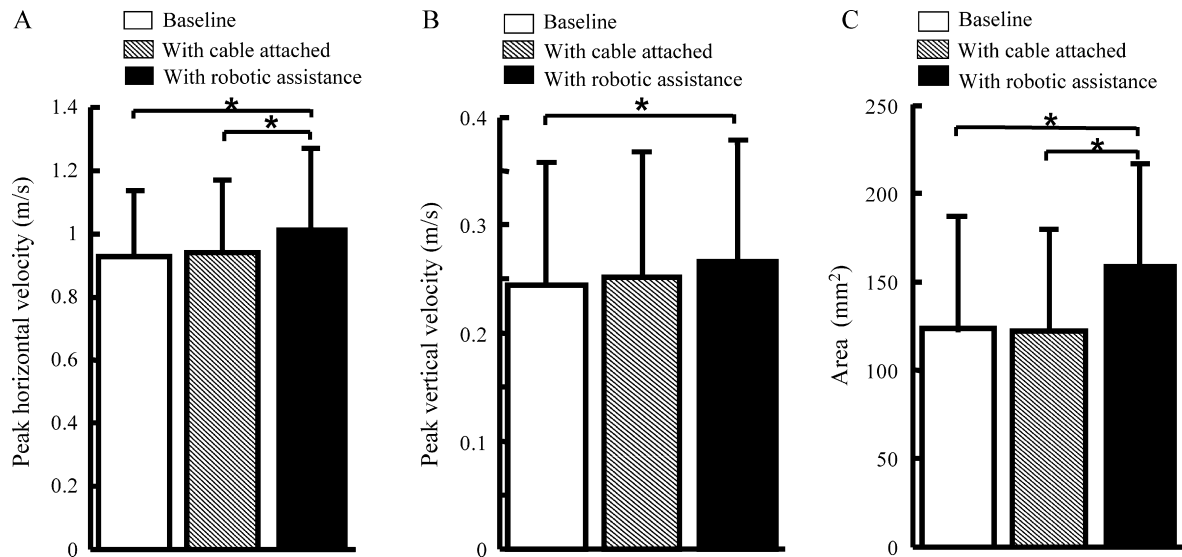 A
Baseline
With cable attached
With robotic assistance
*
*
1.4
1.2
1
0.8
0.6
0.4
0.2
0
Peak horizontal velocity (m/s)
B
Baseline
With cable attached
With robotic assistance
*
0.4
0.3
0.2
0.1
0
Peak vertical velocity (m/s)
C
Baseline
With cable attached
With robotic assistance
*
*
250
200
150
100
50
0
Area (mm²)